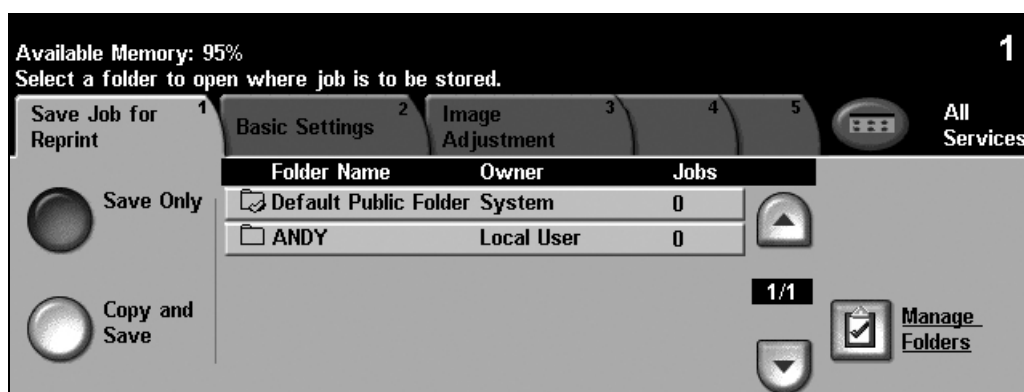 1
Available Memory: 95%
Select a folder to open where job is to be stored.
Save Job for
Reprint
1
Basic Settings
2
Image
Adjustment
3
4
5
All
Services
Folder Name Owner Jobs
Save Only
Default Public Folder System 0
ANDY Local User 0
1/1
Copy and
Save
Manage
Folders